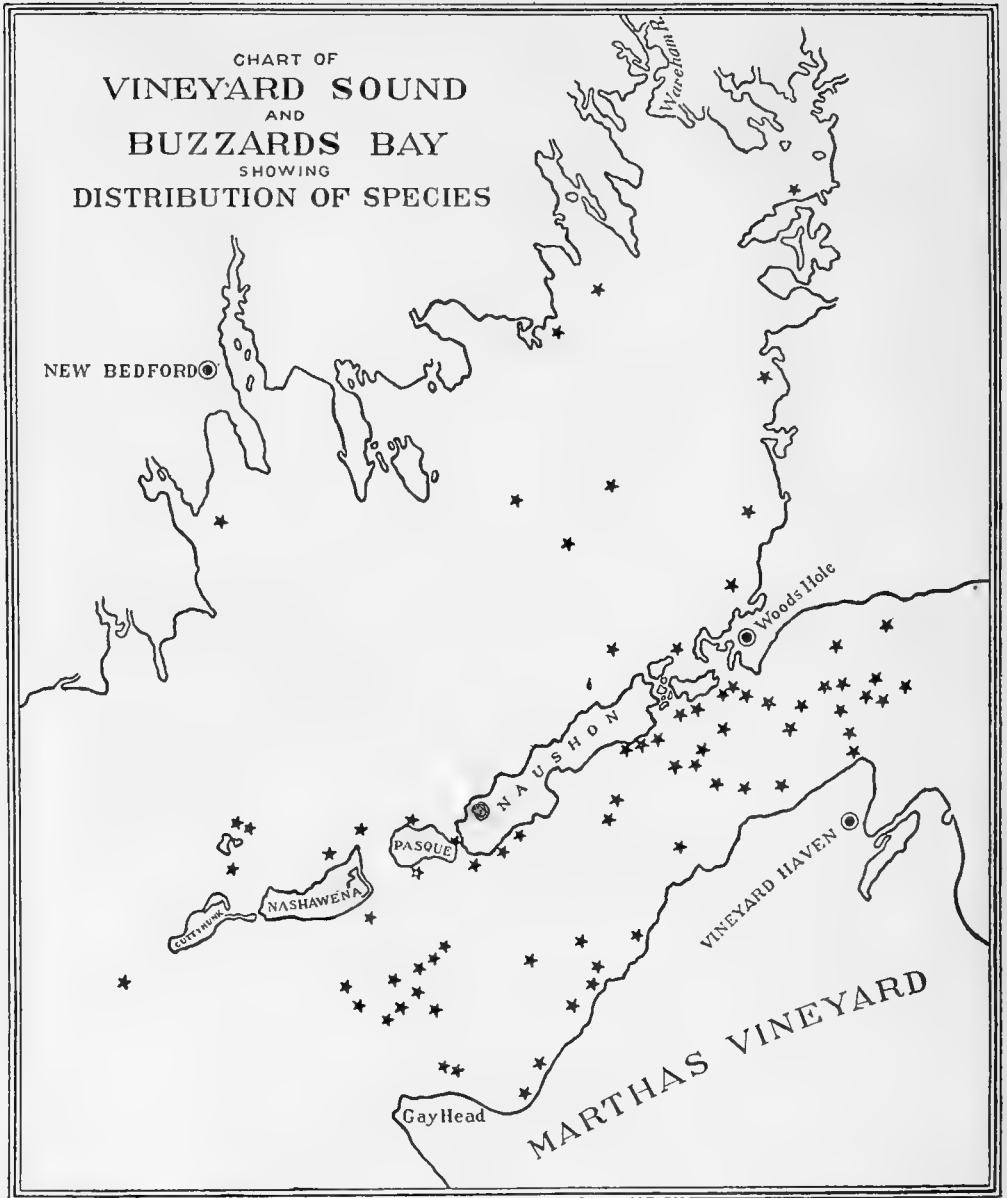 CHART OF
VINEYARD SOUND
AND
BUZZARDS BAY
SHOWING
DISTRIBUTION OF SPECIES
Wareham R.
NEW BEDFORD
Woods Hole
NAUSHON
PASQUE
NASHAWENA
CUTTYHUNK
VINEYARD HAVEN
MARTHAS VINEYARD
Gay Head